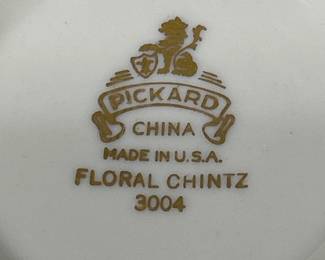 PICKARD
CHINA
MADE IN U.S.A.
FLORAL CHINTZ
3004